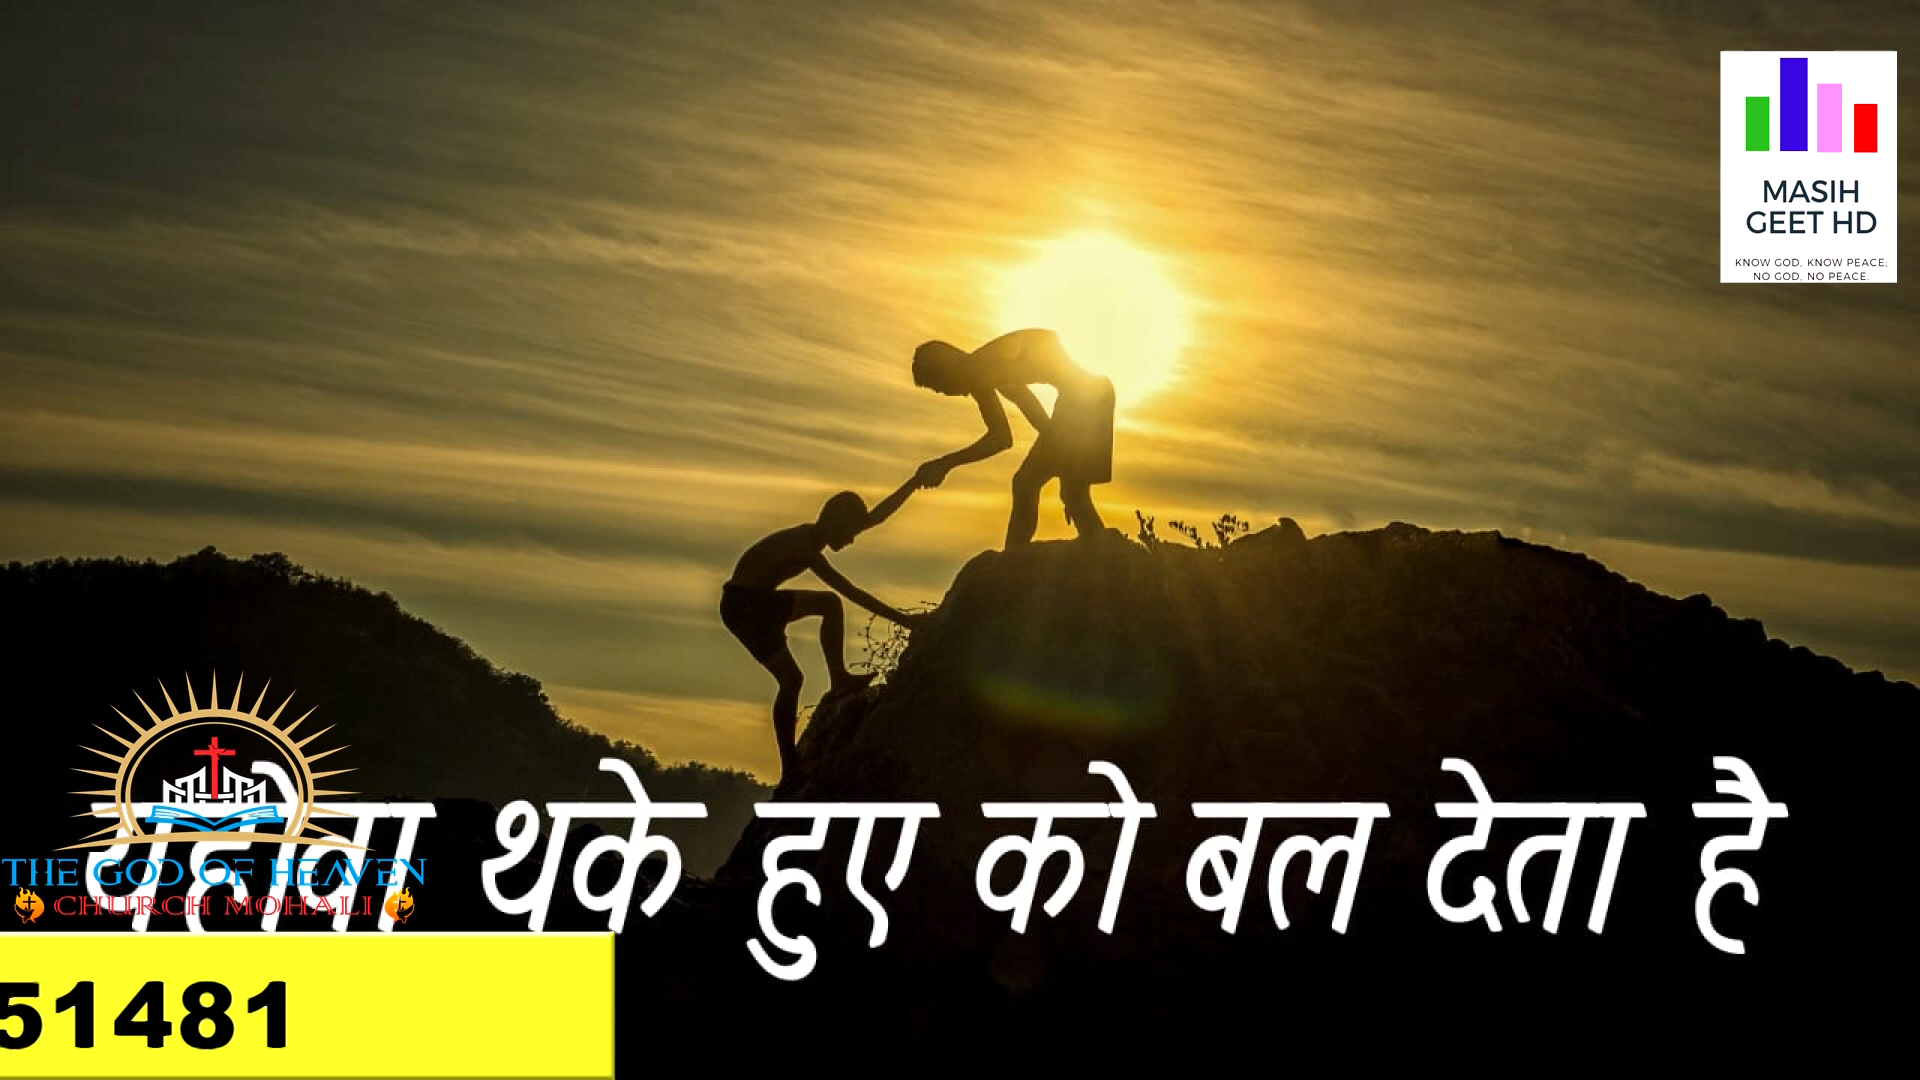 MASIH
GEET HD
KNOW GOD, KNOW PEACE;
NO GOD, NO PEACE.
थके हुए को बल देता है
THE GOD OF HEAVEN
CHURCH MOHALI
51481